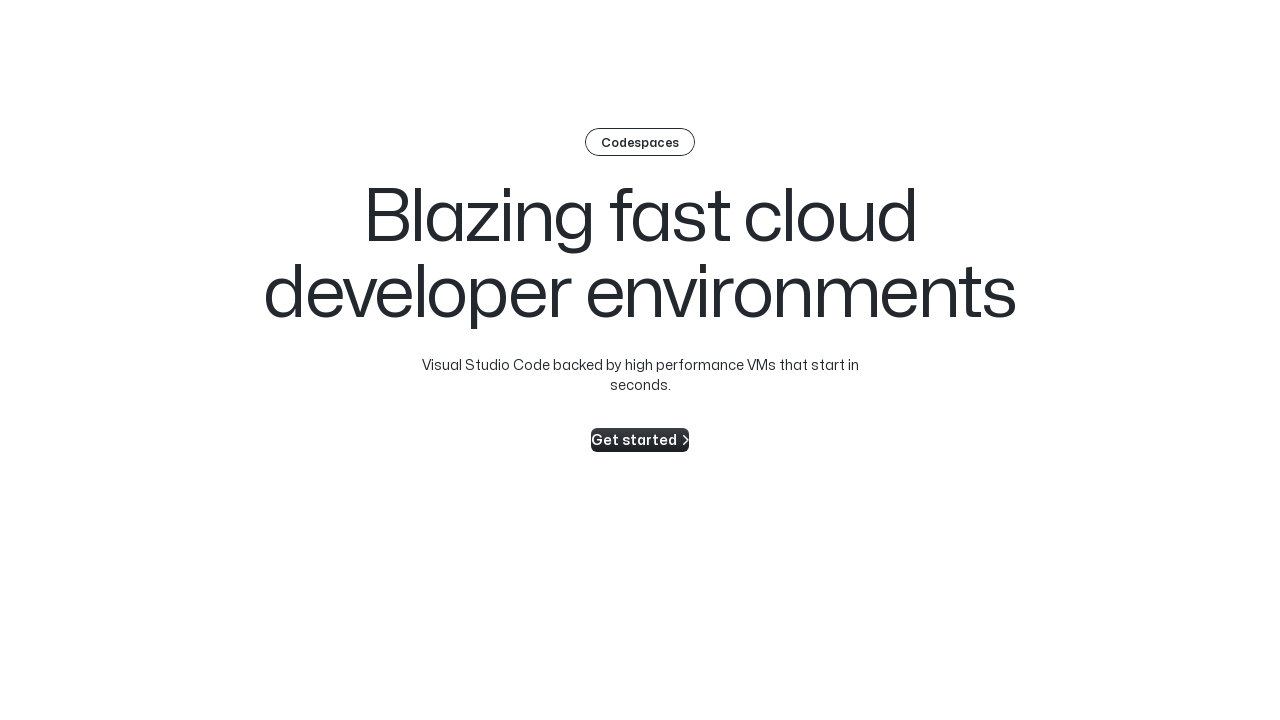 Codespaces
Blazing fast cloud
developer environments
Visual Studio Code backed by high performance VMs that start in
seconds.
Get started